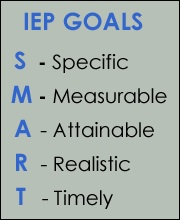 IEP GOALS
S - Specific
M - Measurable
A - Attainable
R - Realistic
T - Timely